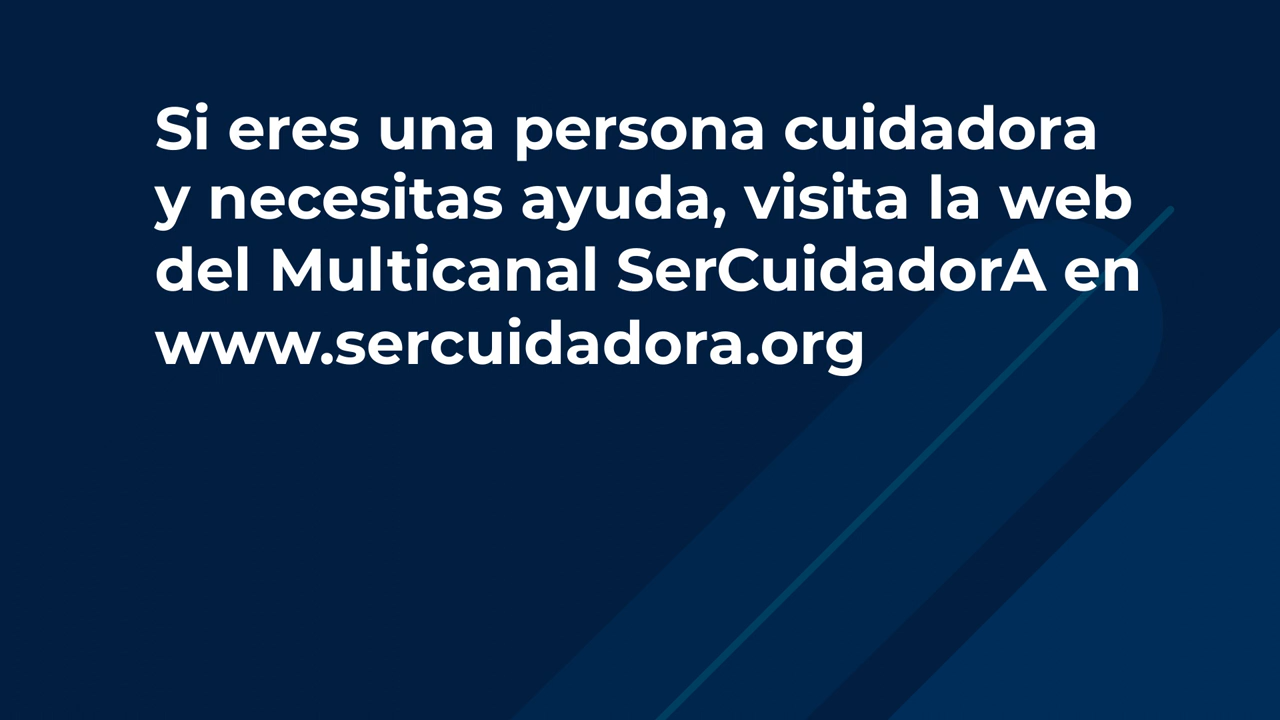 Si eres una persona cuidadora
y necesitas ayuda, visita la web
del Multicanal SerCuidadorA en
www.sercuidadora.org